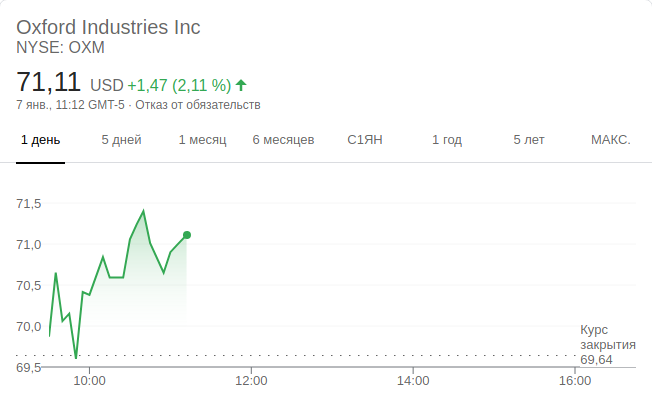 Oxford Industries Inc
NYSE: OXM
71,11 USD +1,47 (2,11 %)
7 янв., 11:12 GMT-5 · Отказ от обязательств
1 день 5 дней 1 месяц 6 месяцев С1ЯН 1 год 5 лет МАКС.
71,5
71,0
70,5
70,0
Курс
закрытия
69,64
69,5
10:00 12:00 14:00 16:00